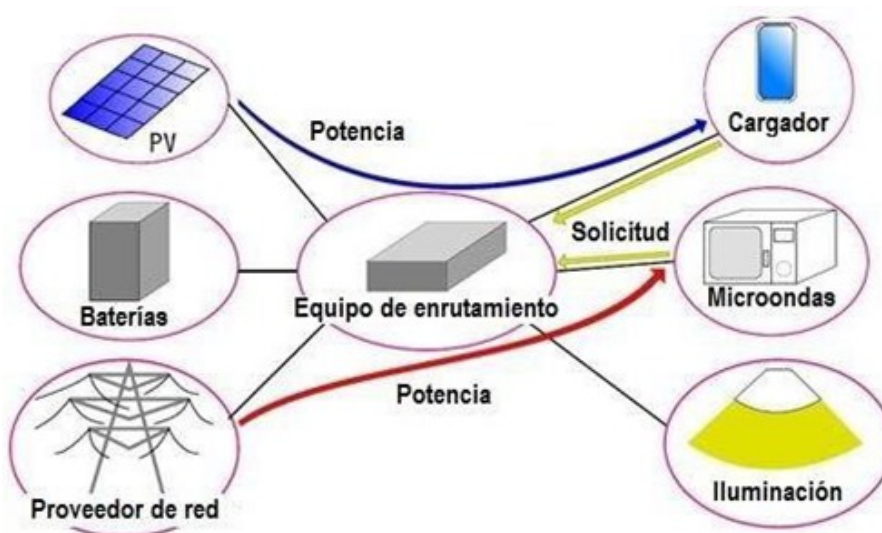 PV
Potencia
Cargador
Solicitud
Baterías
Equipo de enrutamiento
Microondas
Potencia
Proveedor de red
Iluminación